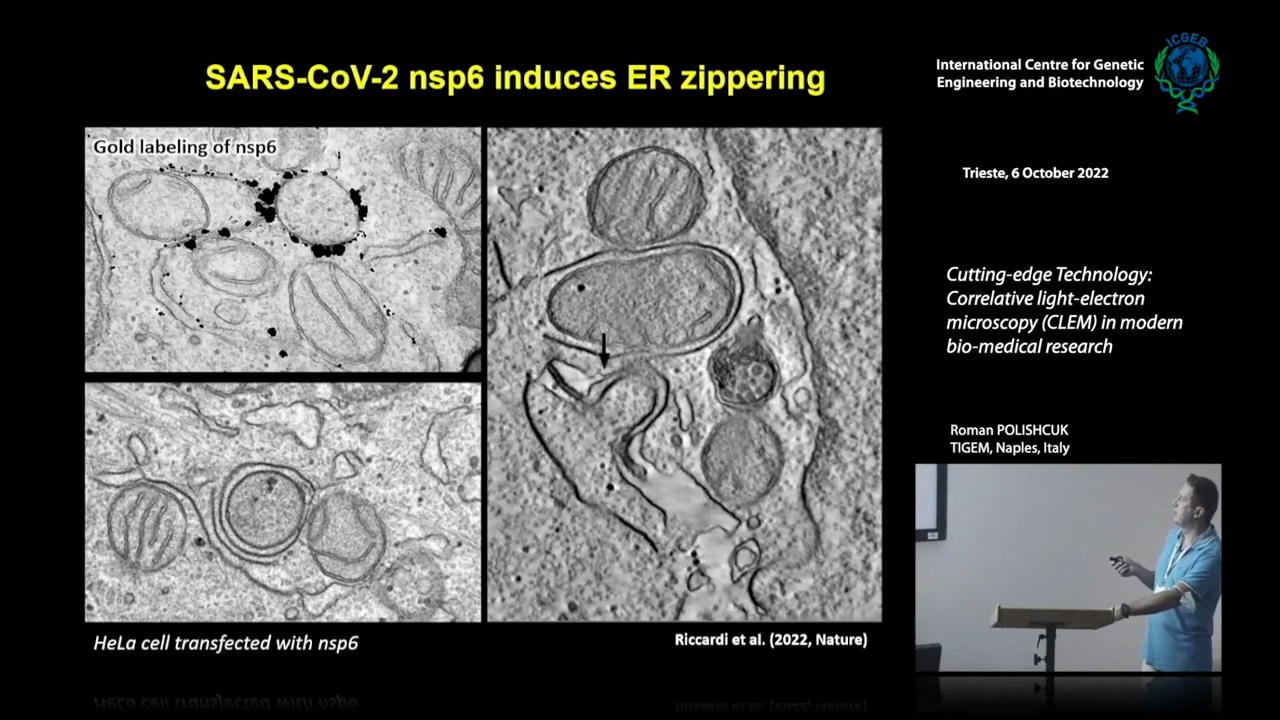 SARS-CoV-2 nsp6 induces ER zippering
Gold labeling of nsp6
HeLa cell transfected with nsp6
Riccardi et al. (2022, Nature)
International Centre for Genetic
Engineering and Biotechnology
ICGEB
Trieste, 6 October 2022
Cutting-edge Technology:
Correlative light-electron
microscopy (CLEM) in modern
bio-medical research
Roman POLISHCUK
TIGEM, Naples, Italy